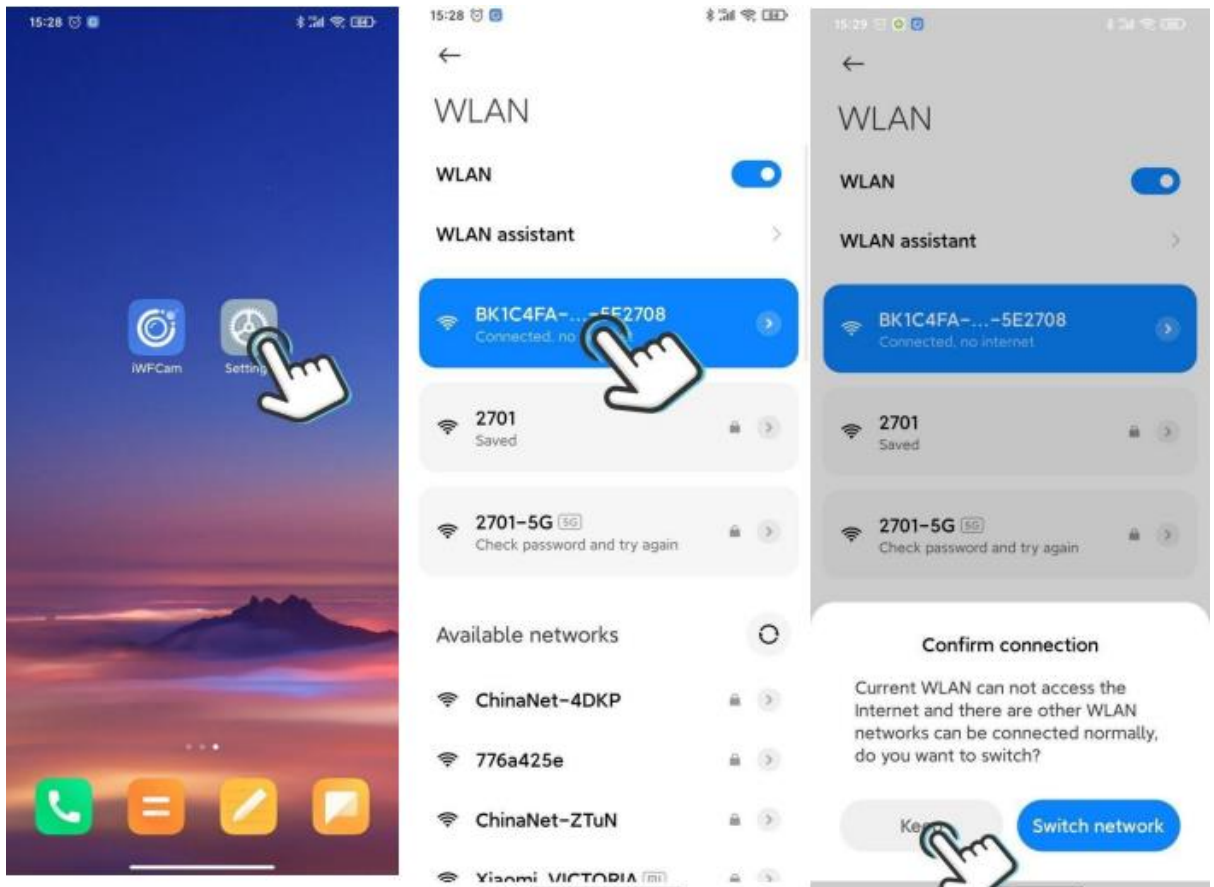 15:28
iWFCam
15:28
WLAN
WLAN
WLAN assistant
BK1C4FA-...-5E2708
Connected, no
2701
Saved
2701-5G 5G
Check password and try again
Available networks
ChinaNet-4DKP
776a425e
ChinaNet-ZTuN
Xiaomi_VICTORIA
15:29
WLAN
WLAN
WLAN assistant
BK1C4FA-...-5E2708
Connected, no internet
2701
Saved
2701-5G 5G
Check password and try again
Confirm connection
Current WLAN can not access the
Internet and there are other WLAN
networks can be connected normally,
do you want to switch?
Switch network